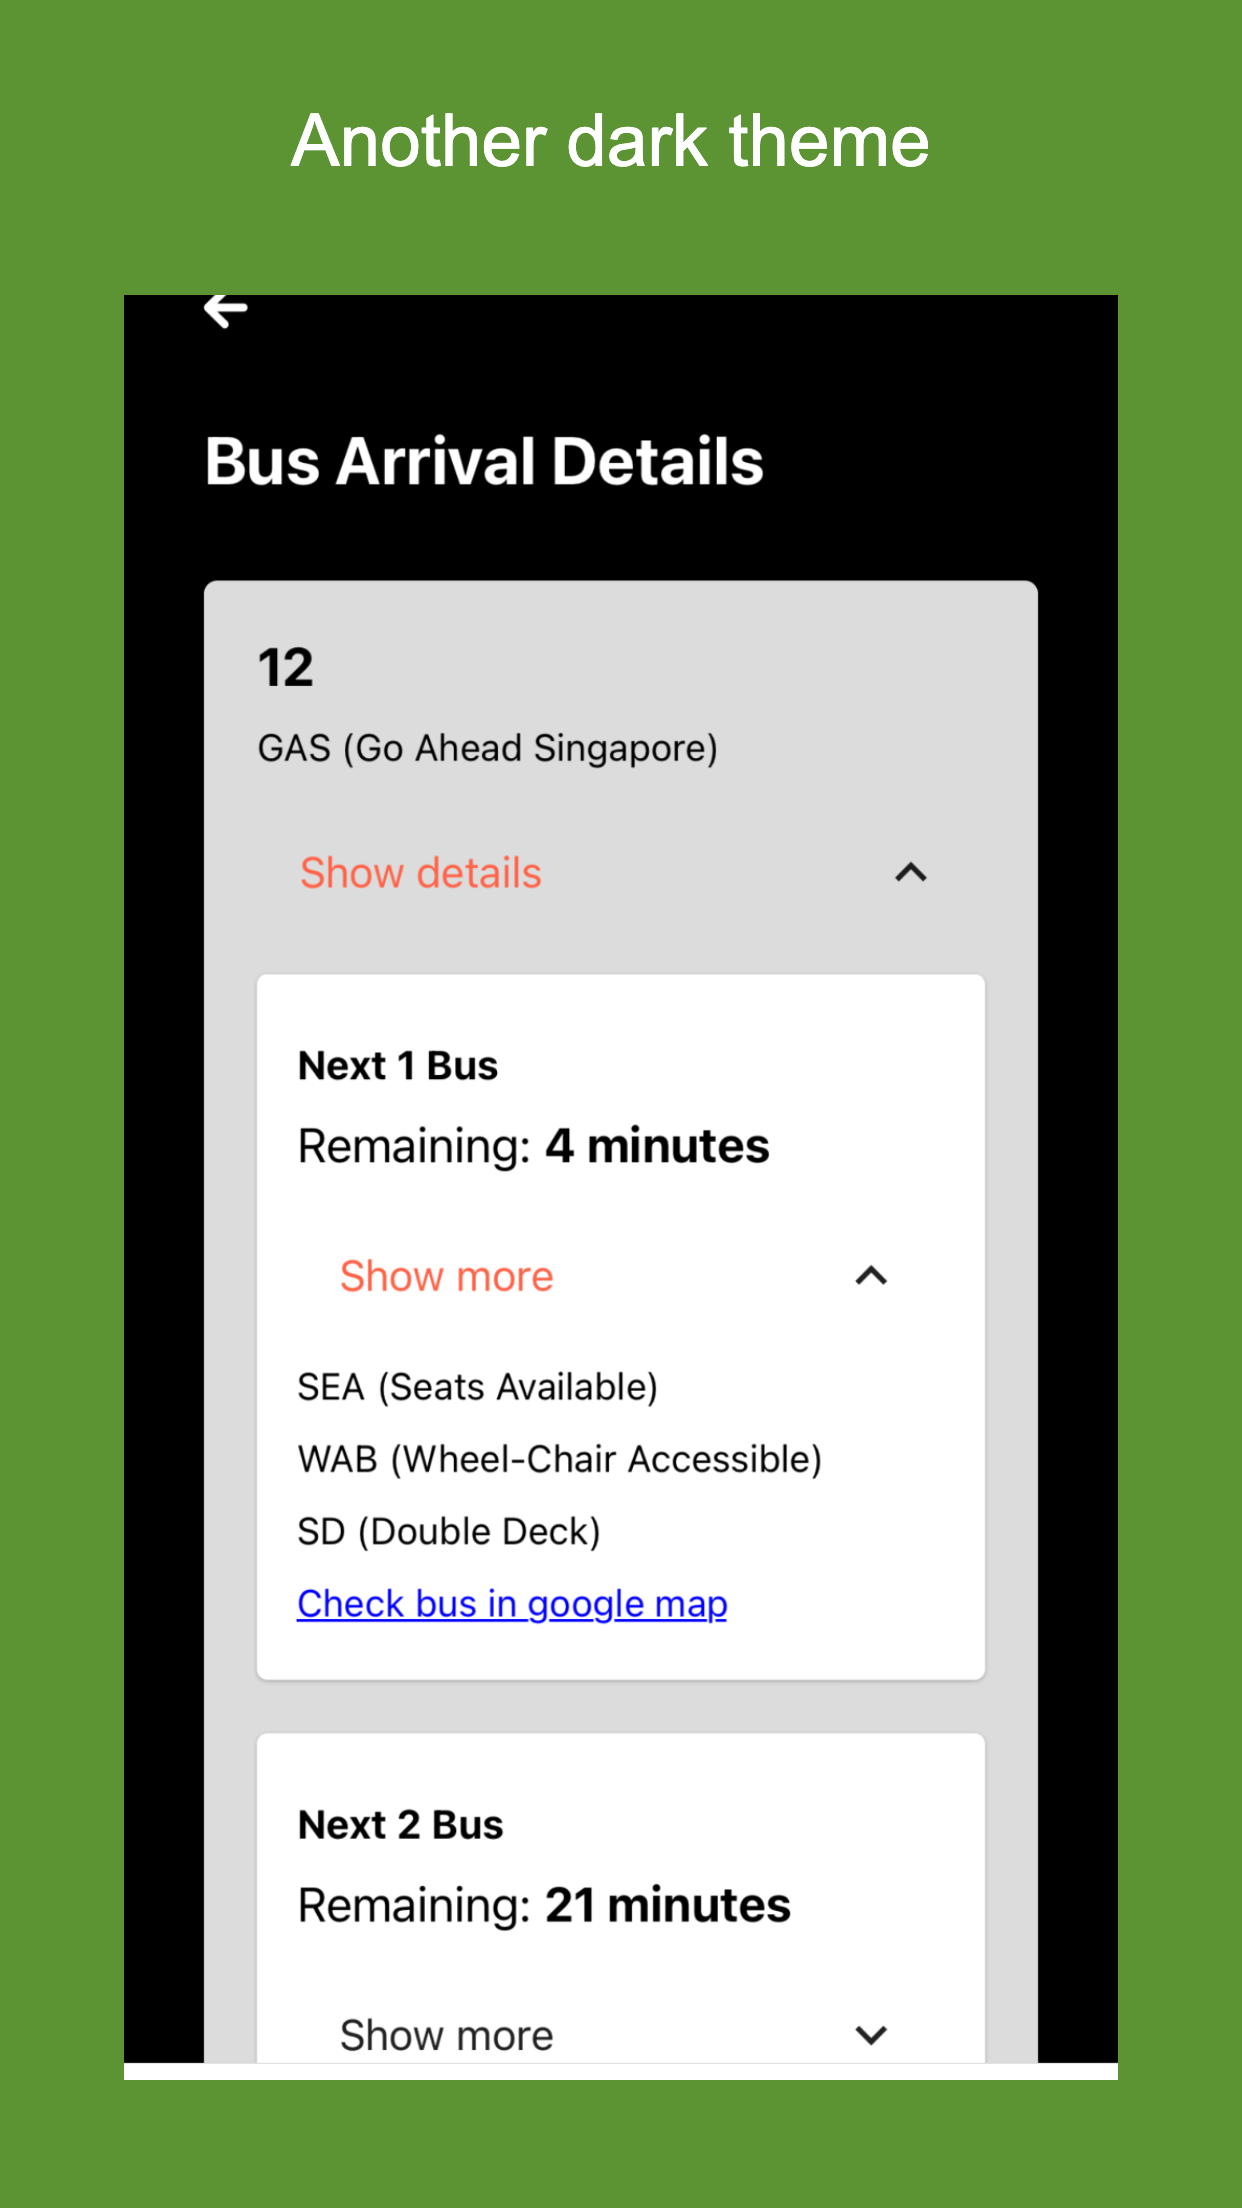 Another dark theme
Bus Arrival Details
12
GAS (Go Ahead Singapore)
Show details
Next 1 Bus
Remaining: 4 minutes
Show more
SEA (Seats Available)
WAB (Wheel-Chair Accessible)
SD (Double Deck)
Check bus in google map
Next 2 Bus
Remaining: 21 minutes
Show more